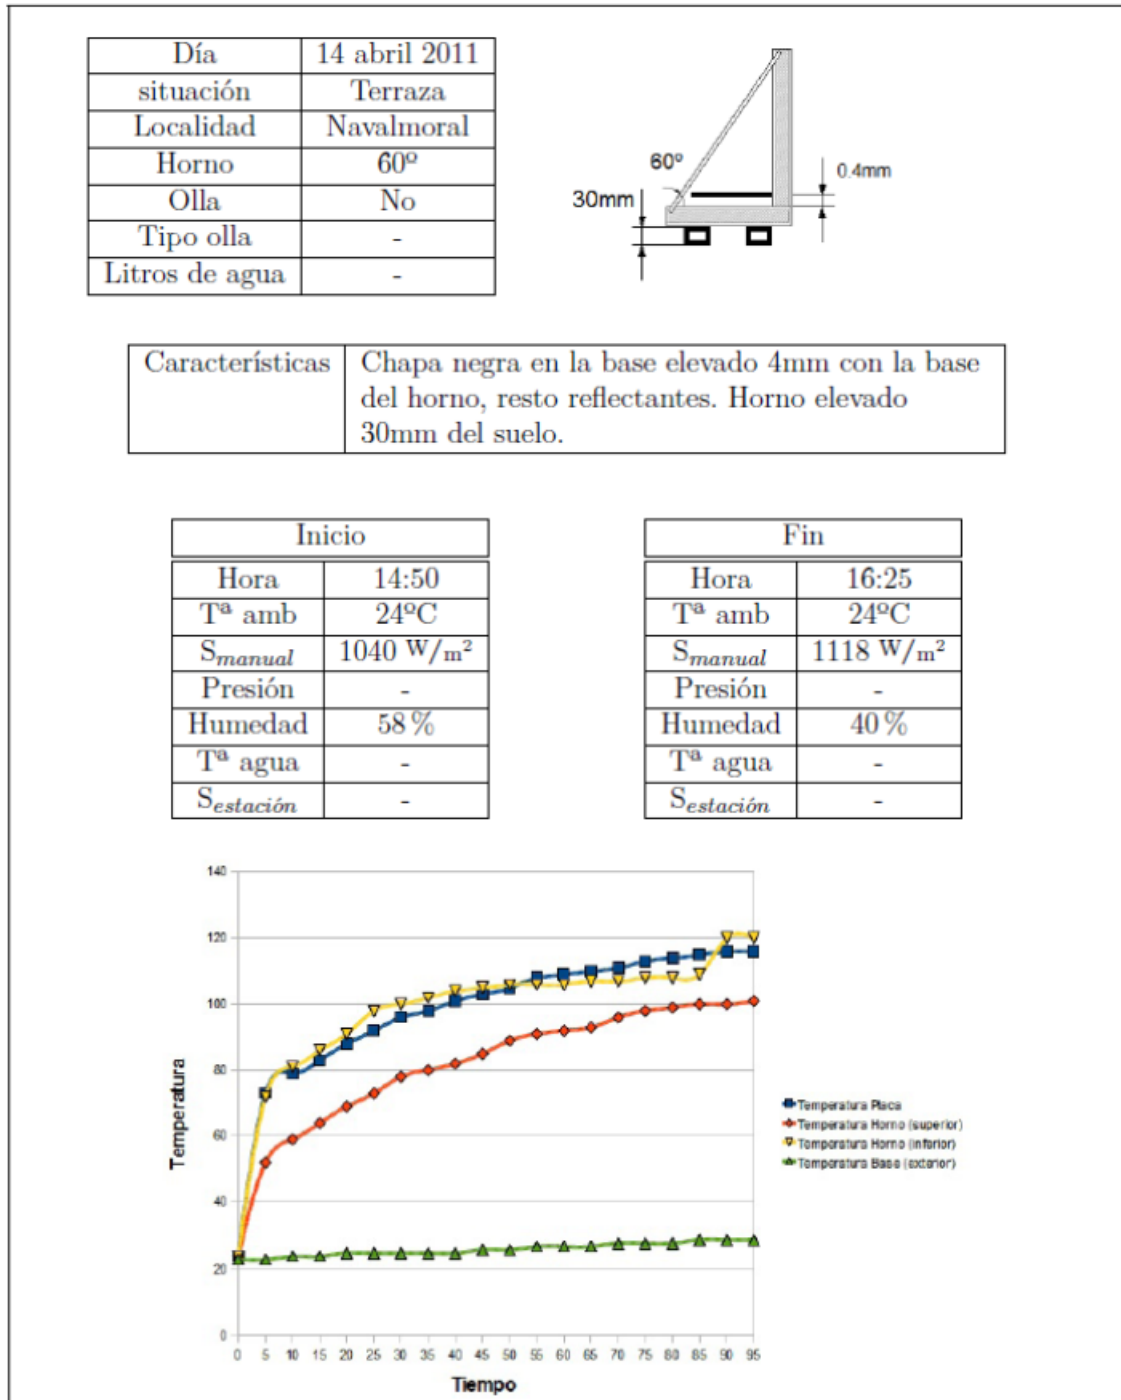 Día 14 abril 2011
situación Terraza
Localidad Navalmoral
Horno 60º
Olla No
Tipo olla -
Litros de agua -
60º
0.4mm
30mm
Características Chapa negra en la base elevado 4mm con la base
del horno, resto reflectantes. Horno elevado
30mm del suelo.
Inicio
Hora 14:50
Tª amb 24ºC
Smanual 1040 W/m²
Presión -
Humedad 58 %
Tª agua -
Sestación -
Fin
Hora 16:25
Tª amb 24ºC
Smanual 1118 W/m²
Presión -
Humedad 40 %
Tª agua -
Sestación -
140
120
100
80
60
40
20
0
Temperatura
0 5 10 15 20 25 30 35 40 45 50 55 60 65 70 75 80 85 90 95
Tiempo
Temperatura Placa
Temperatura Horno (superior)
Temperatura Horno (inferior)
Temperatura Base (exterior)